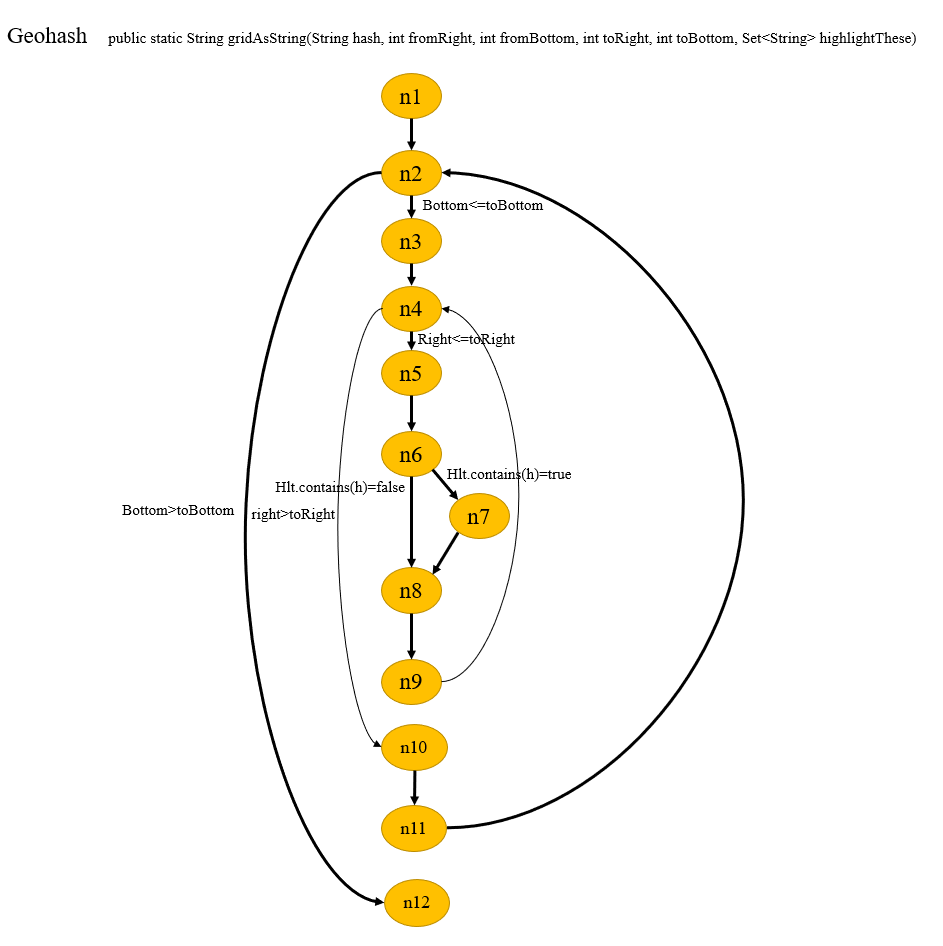 Geohash public static String gridAsString(String hash, int fromRight, int fromBottom, int toRight, int toBottom, Set<String> highlightThese)
n1
n2
Bottom<=toBottom
n3
n4
Right<=toRight
n5
n6
Hlt.contains(h)=true
Hlt.contains(h)=false
Bottom>toBottom
right>toRight
n7
n8
n9
n10
n11
n12